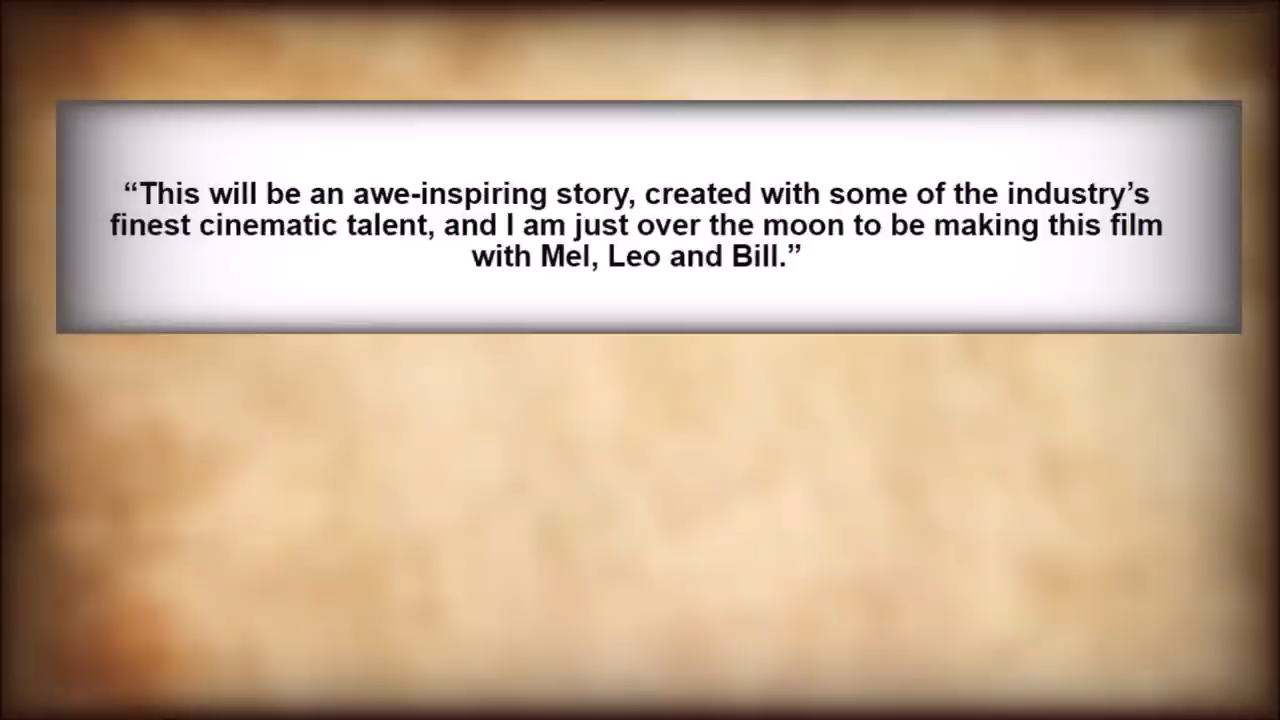 “This will be an awe-inspiring story, created with some of the industry’s
finest cinematic talent, and I am just over the moon to be making this film
with Mel, Leo and Bill.”